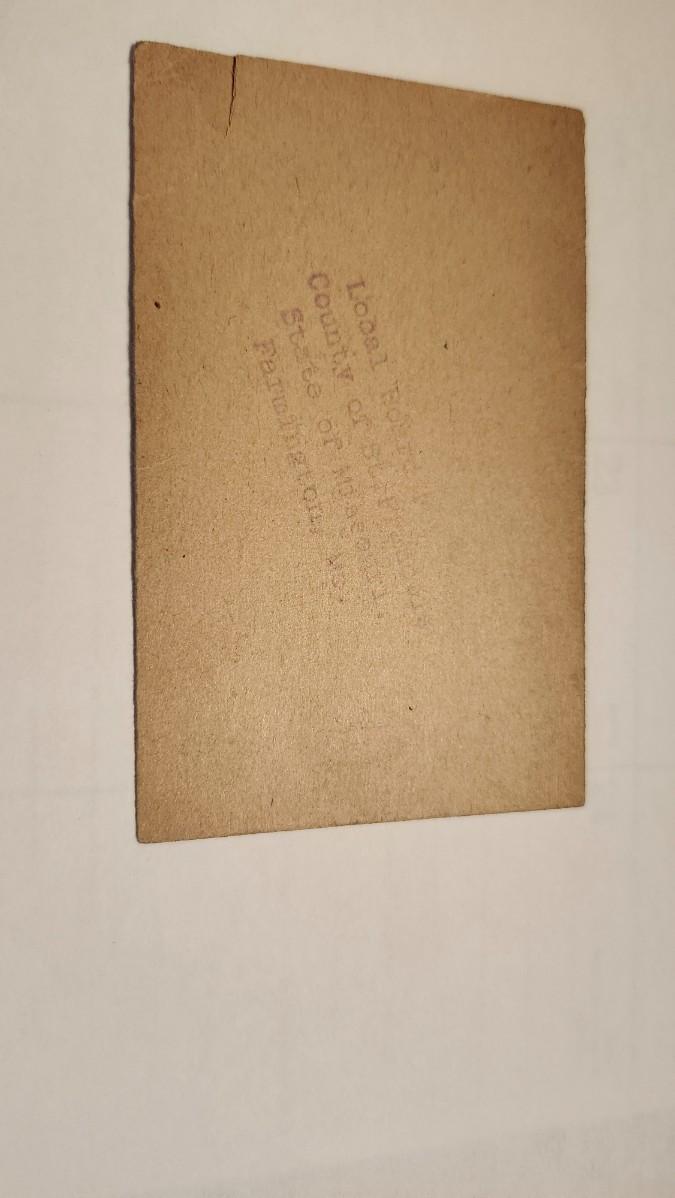 Local Board
County of St. Francois
State of Missouri,
Farmington, Mo.